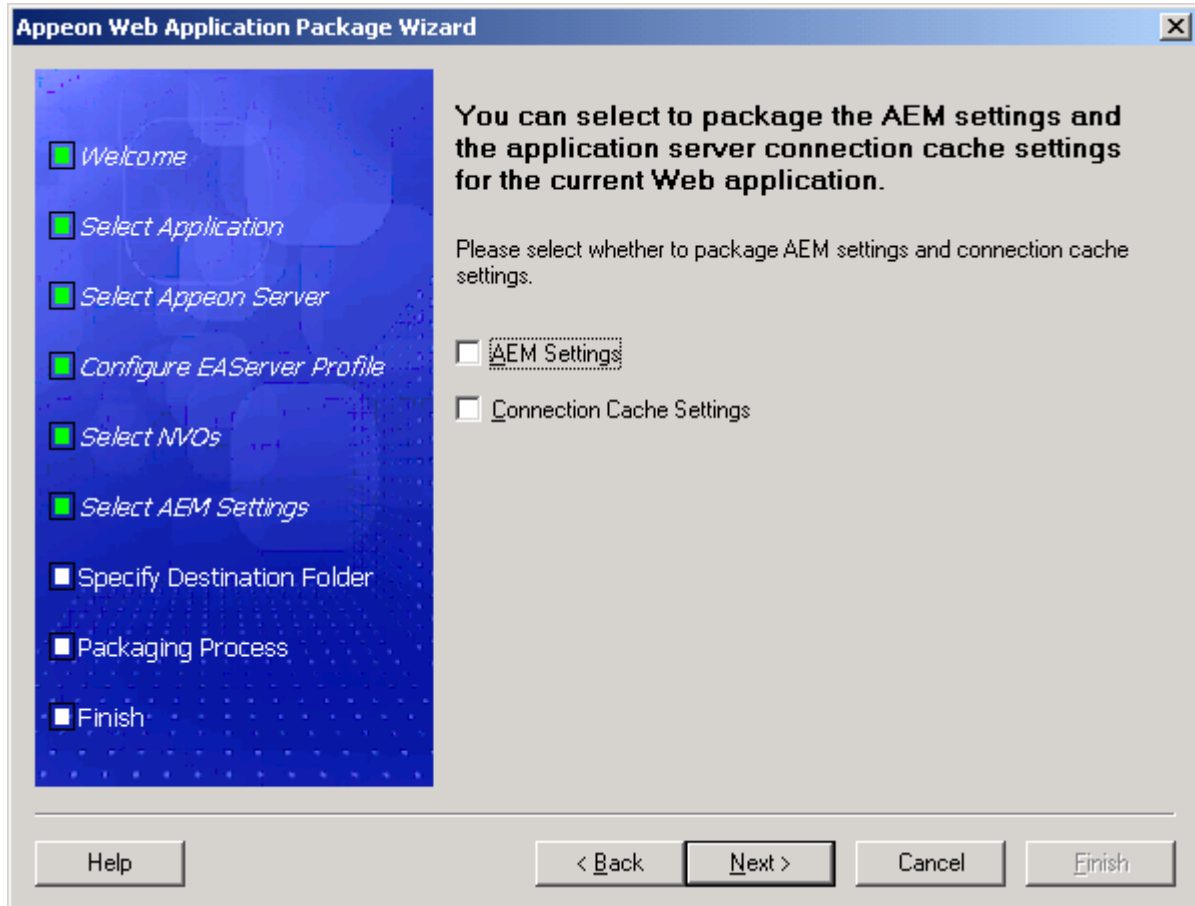 Appeon Web Application Package Wizard
Welcome
Select Application
Select Appeon Server
Configure EAServer Profile
Select NVOs
Select AEM Settings
Specify Destination Folder
Packaging Process
Finish
You can select to package the AEM settings and
the application server connection cache settings
for the current Web application.
Please select whether to package AEM settings and connection cache
settings.
AEM Settings
Connection Cache Settings
Help
< Back
Next >
Cancel
Finish